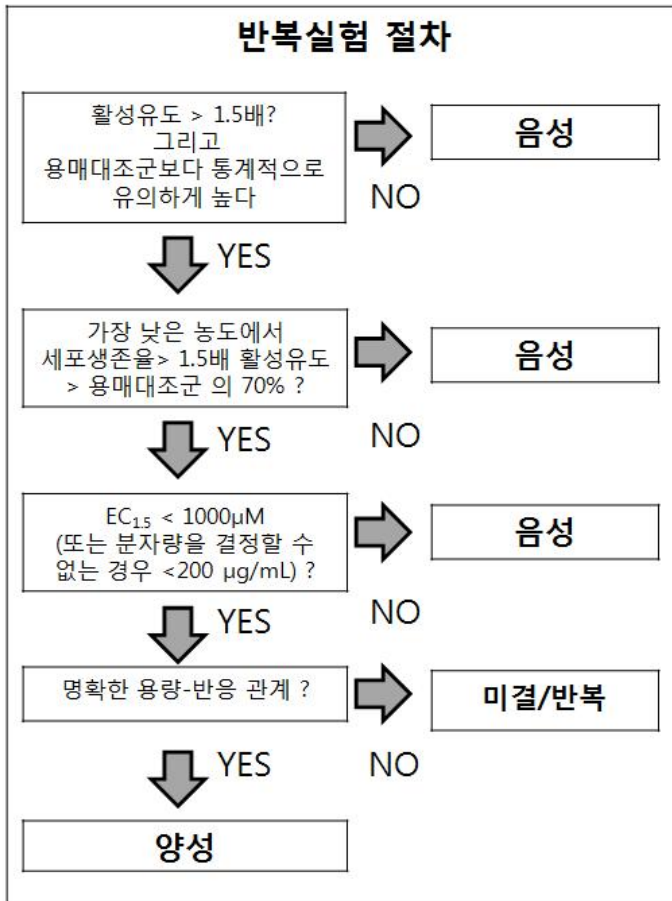 반복실험 절차
활성유도 > 1.5배?
그리고
용매대조군보다 통계적으로
유의하게 높다
음성
NO
YES
가장 낮은 농도에서
세포생존율> 1.5배 활성유도
> 용매대조군 의 70% ?
음성
YES
NO
EC1.5 < 1000μM
(또는 분자량을 결정할 수
없는 경우 <200 μg/mL) ?
음성
YES
NO
명확한 용량-반응 관계 ?
미결/반복
YES
NO
양성